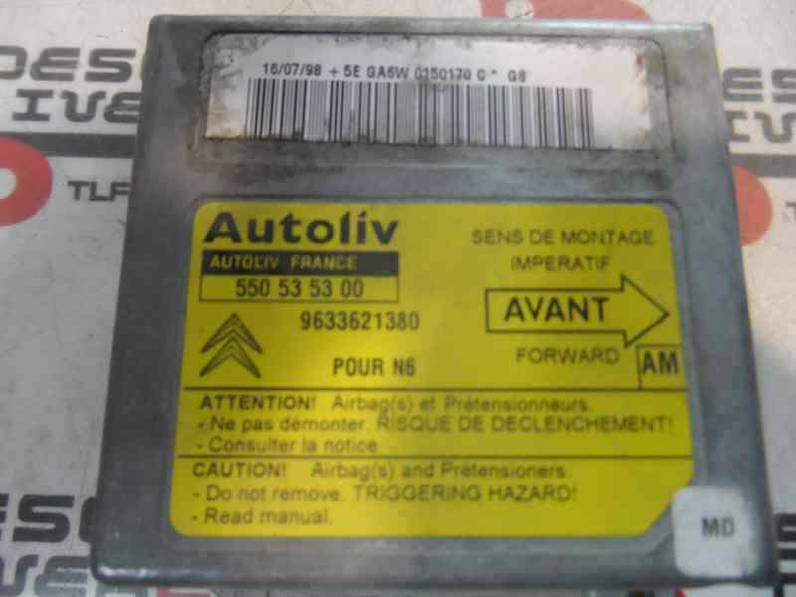 16/07/98 + 5E GA6W 0150170 C * G8
Autoliv
AUTOLIV FRANCE
550 53 53 00
9633621380
POUR N6
SENS DE MONTAGE
IMPERATIF
AVANT
FORWARD
AM
ATTENTION! Airbag(s) et Prétensionneurs.
- Ne pas démonter. RISQUE DE DECLENCHEMENT!
- Consulter la notice.
CAUTION! Airbag(s) and Pretensioners.
- Do not remove. TRIGGERING HAZARD!
- Read manual.
MD
TLF